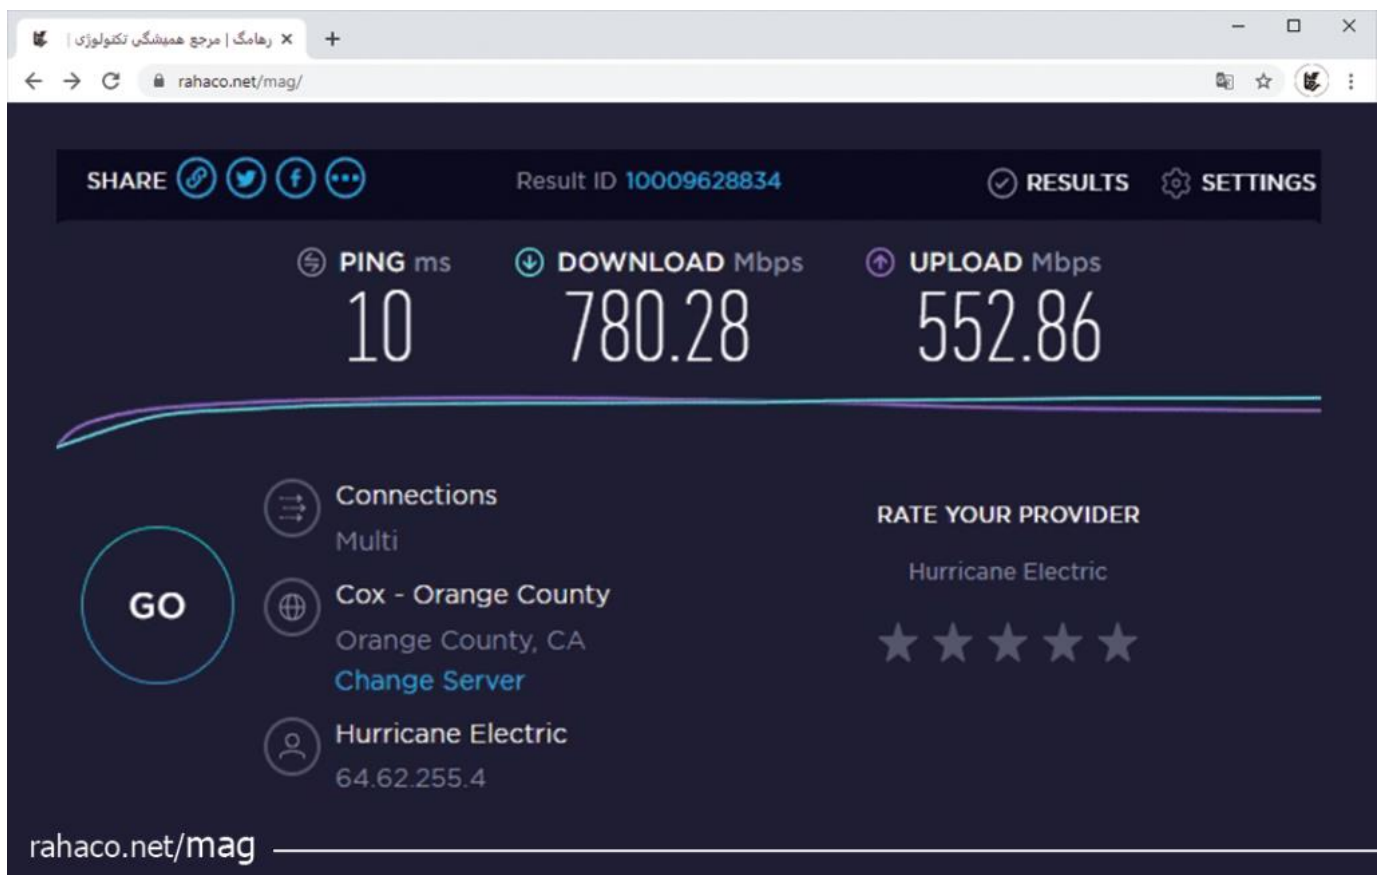 رهامگ | مرجع همیشگی تکنولوژی |
rahaco.net/mag/
SHARE
Result ID 10009628834
RESULTS
SETTINGS
PING ms
DOWNLOAD Mbps
UPLOAD Mbps
10
780.28
552.86
Connections
Multi
RATE YOUR PROVIDER
Hurricane Electric
GO
Cox - Orange County
Orange County, CA
Change Server
Hurricane Electric
64.62.255.4
rahaco.net/mag